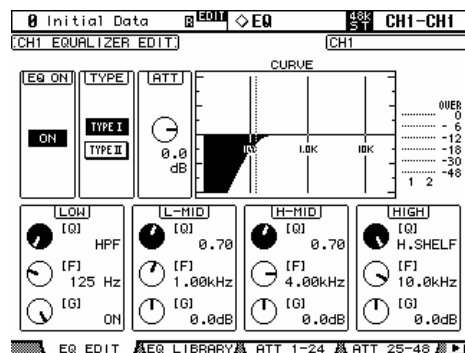 0 Initial Data EDIT ◇EQ 48K ST CH1-CH1
CH1 EQUALIZER EDIT CH1
CURVE
EQ ON TYPE ATT
ON
TYPE I
TYPE II
0.0
dB
100 1.0K 10K
OVER
0
- 6
-12
-18
-30
-48
1 2
LOW L-MID H-MID HIGH
[Q] [Q] [Q] [Q]
HPF 0.70 0.70 H.SHELF
[F] [F] [F] [F]
125 Hz 1.00kHz 4.00kHz 10.0kHz
[G] [G] [G] [G]
ON 0.0dB 0.0dB 0.0dB
EQ EDIT EQ LIBRARY ATT 1-24 ATT 25-48